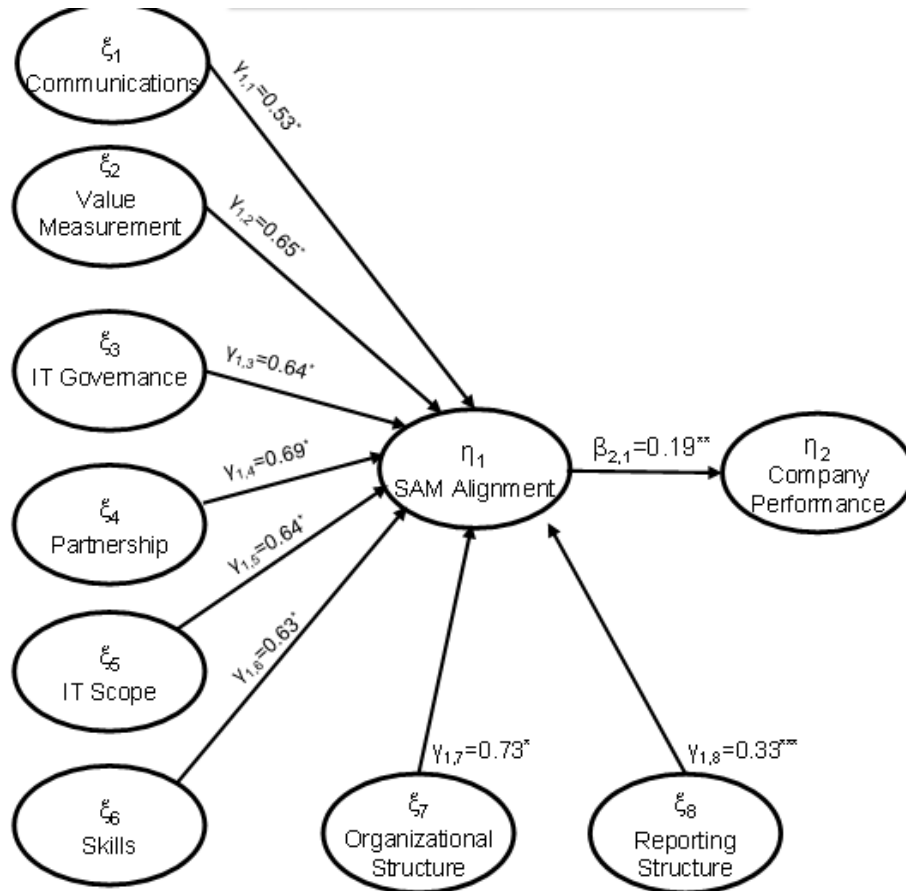 ξ1
Communications
γ1,1=0.53*
ξ2
Value
Measurement
γ1,2=0.65*
ξ3
IT Governance
γ1,3=0.64*
ξ4
Partnership
γ1,4=0.69*
ξ5
IT Scope
γ1,5=0.64*
ξ6
Skills
γ1,6=0.63*
η1
SAM Alignment
β2,1=0.19**
η2
Company
Performance
γ1,7=0.73*
ξ7
Organizational
Structure
γ1,8=0.33***
ξ8
Reporting
Structure